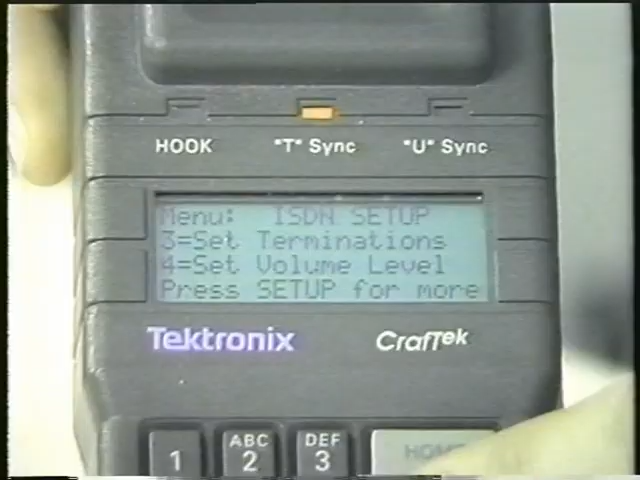 HOOK "T" Sync "U" Sync
Menu: ISDN SETUP
3=Set Terminations
4=Set Volume Level
Press SETUP for more
Tektronix CrafTek
ABC DEF
1 2 3